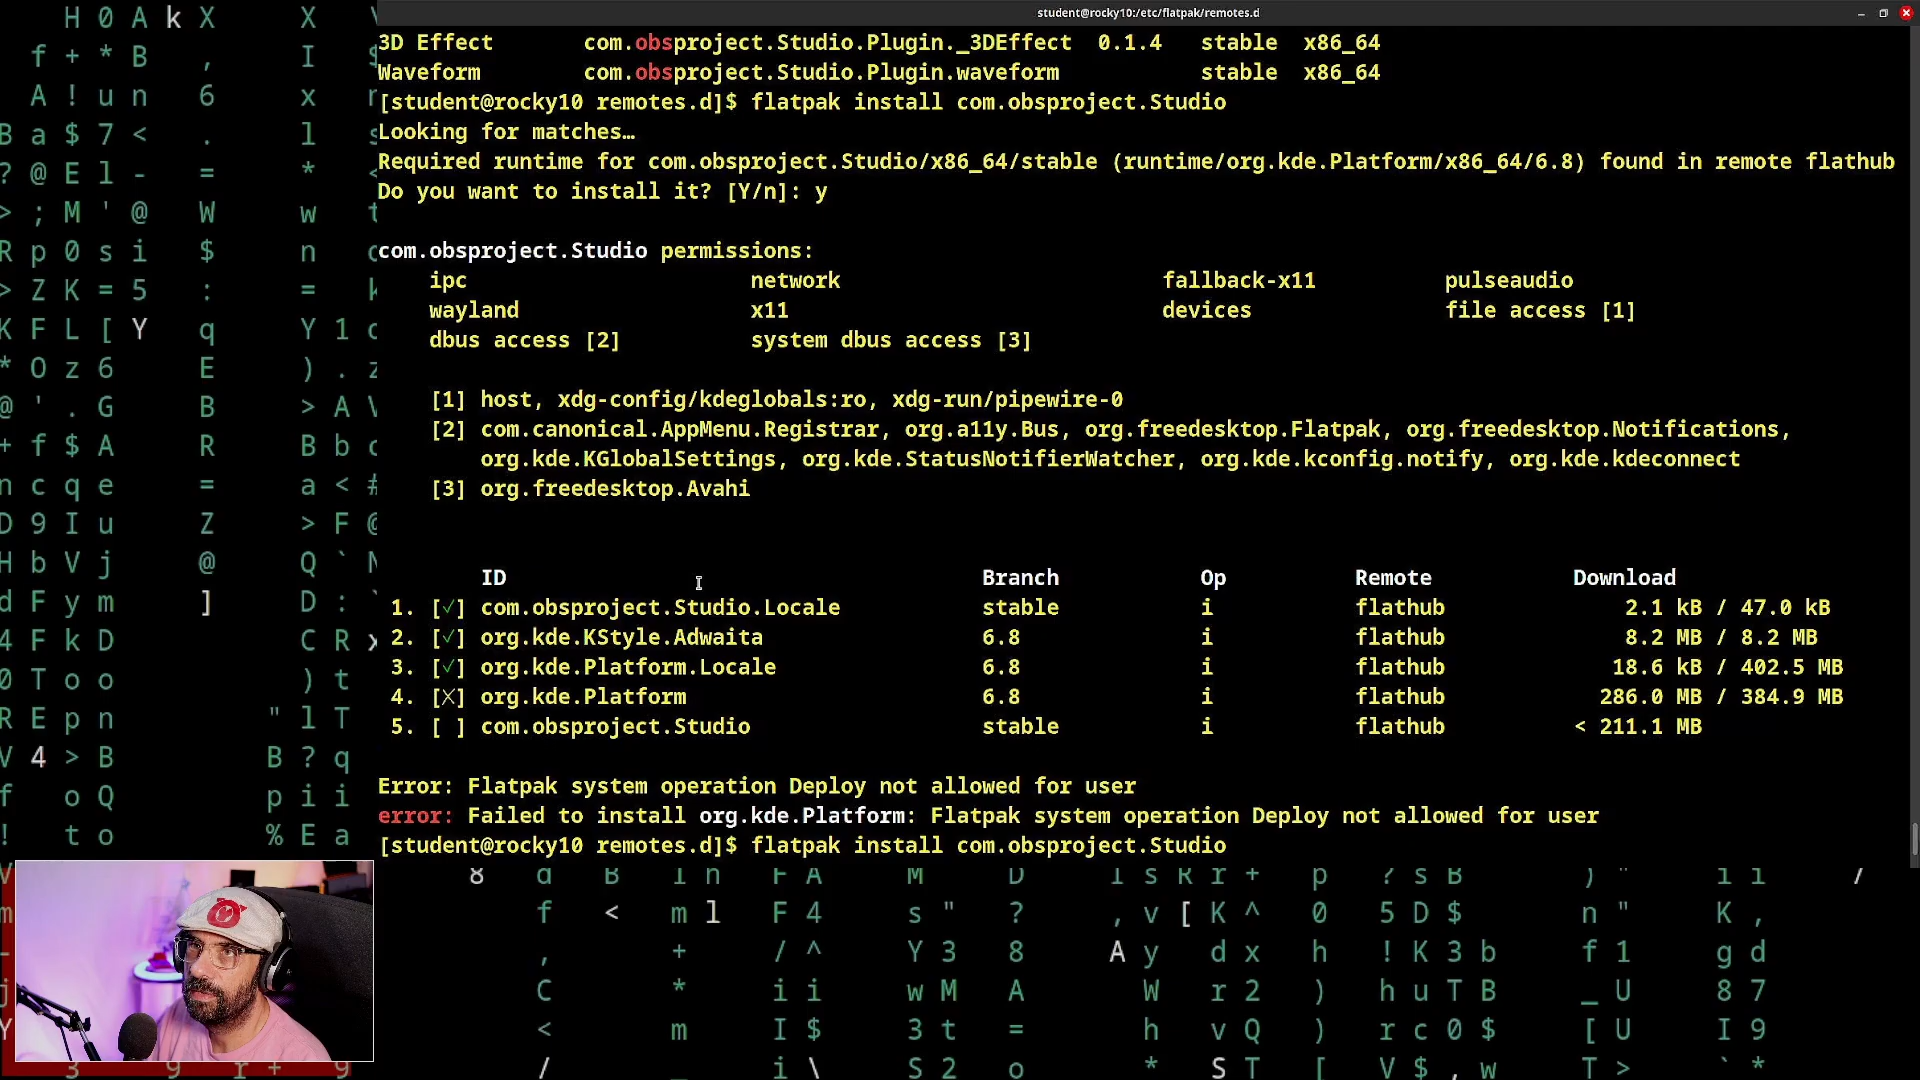 student@rocky10:/etc/flatpak/remotes.d
3D Effect com.obsproject.Studio.Plugin._3DEffect 0.1.4 stable x86_64
Waveform com.obsproject.Studio.Plugin.waveform stable x86_64
[student@rocky10 remotes.d]$ flatpak install com.obsproject.Studio
Looking for matches…
Required runtime for com.obsproject.Studio/x86_64/stable (runtime/org.kde.Platform/x86_64/6.8) found in remote flathub
Do you want to install it? [Y/n]: y
com.obsproject.Studio permissions:
ipc network fallback-x11 pulseaudio
wayland x11 devices file access [1]
dbus access [2] system dbus access [3]
[1] host, xdg-config/kdeglobals:ro, xdg-run/pipewire-0
[2] com.canonical.AppMenu.Registrar, org.a11y.Bus, org.freedesktop.Flatpak, org.freedesktop.Notifications,
org.kde.KGlobalSettings, org.kde.StatusNotifierWatcher, org.kde.kconfig.notify, org.kde.kdeconnect
[3] org.freedesktop.Avahi
ID Branch Op Remote Download
1. [✓] com.obsproject.Studio.Locale stable i flathub 2.1 kB / 47.0 kB
2. [✓] org.kde.KStyle.Adwaita 6.8 i flathub 8.2 MB / 8.2 MB
3. [✓] org.kde.Platform.Locale 6.8 i flathub 18.6 kB / 402.5 MB
4. [╳] org.kde.Platform 6.8 i flathub 286.0 MB / 384.9 MB
5. [ ] com.obsproject.Studio stable i flathub < 211.1 MB
Error: Flatpak system operation Deploy not allowed for user
error: Failed to install org.kde.Platform: Flatpak system operation Deploy not allowed for user
[student@rocky10 remotes.d]$ flatpak install com.obsproject.Studio